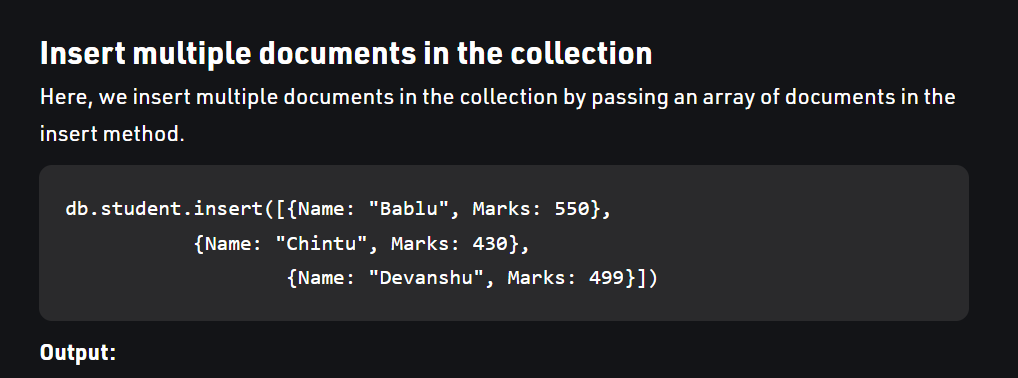 Insert multiple documents in the collection
Here, we insert multiple documents in the collection by passing an array of documents in the
insert method.
db.student.insert([{Name: "Bablu", Marks: 550},
{Name: "Chintu", Marks: 430},
{Name: "Devanshu", Marks: 499}])
Output: